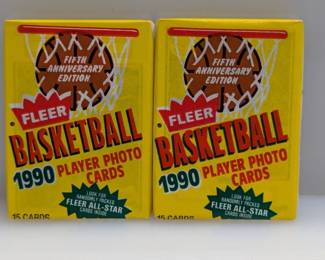 FIFTH
ANNIVERSARY
EDITION
FLEER
BASKETBALL
1990 PLAYER PHOTO
CARDS
LOOK FOR
RANDOMLY PACKED
FLEER ALL-STAR
CARDS INSIDE
15 CARDS
FIFTH
ANNIVERSARY
EDITION
FLEER
BASKETBALL
1990 PLAYER PHOTO
CARDS
LOOK FOR
RANDOMLY PACKED
FLEER ALL-STAR
CARDS INSIDE
15 CARDS